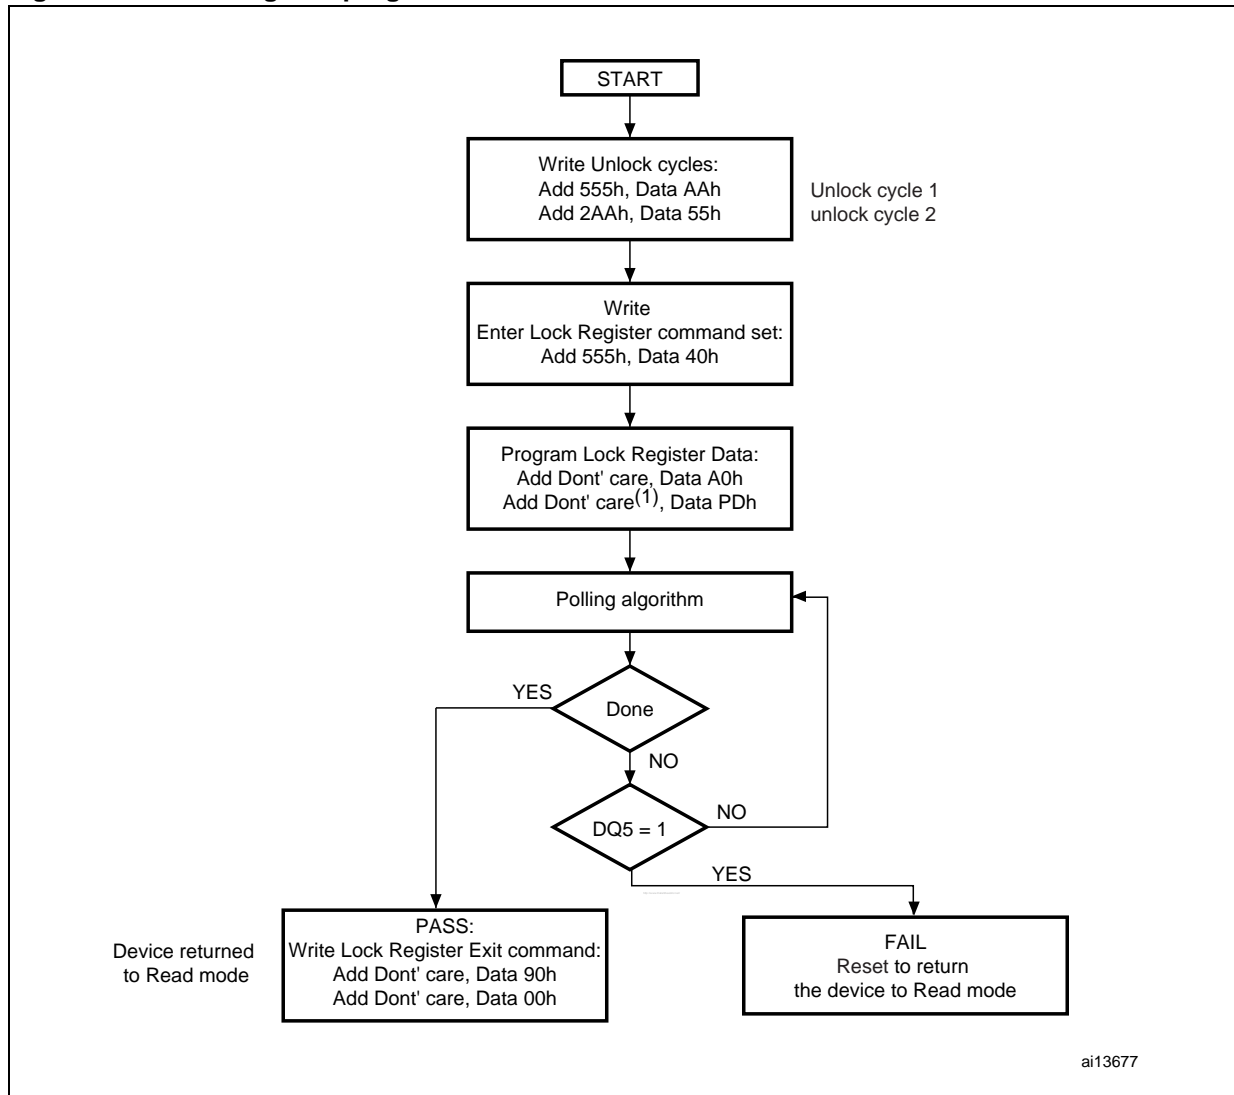 START
Write Unlock cycles:
Add 555h, Data AAh
Add 2AAh, Data 55h
Unlock cycle 1
unlock cycle 2
Write
Enter Lock Register command set:
Add 555h, Data 40h
Program Lock Register Data:
Add Dont' care, Data A0h
Add Dont' care(1), Data PDh
Polling algorithm
YES
Done
NO
DQ5 = 1
NO
YES
Device returned
to Read mode
PASS:
Write Lock Register Exit command:
Add Dont' care, Data 90h
Add Dont' care, Data 00h
FAIL
Reset to return
the device to Read mode
ai13677